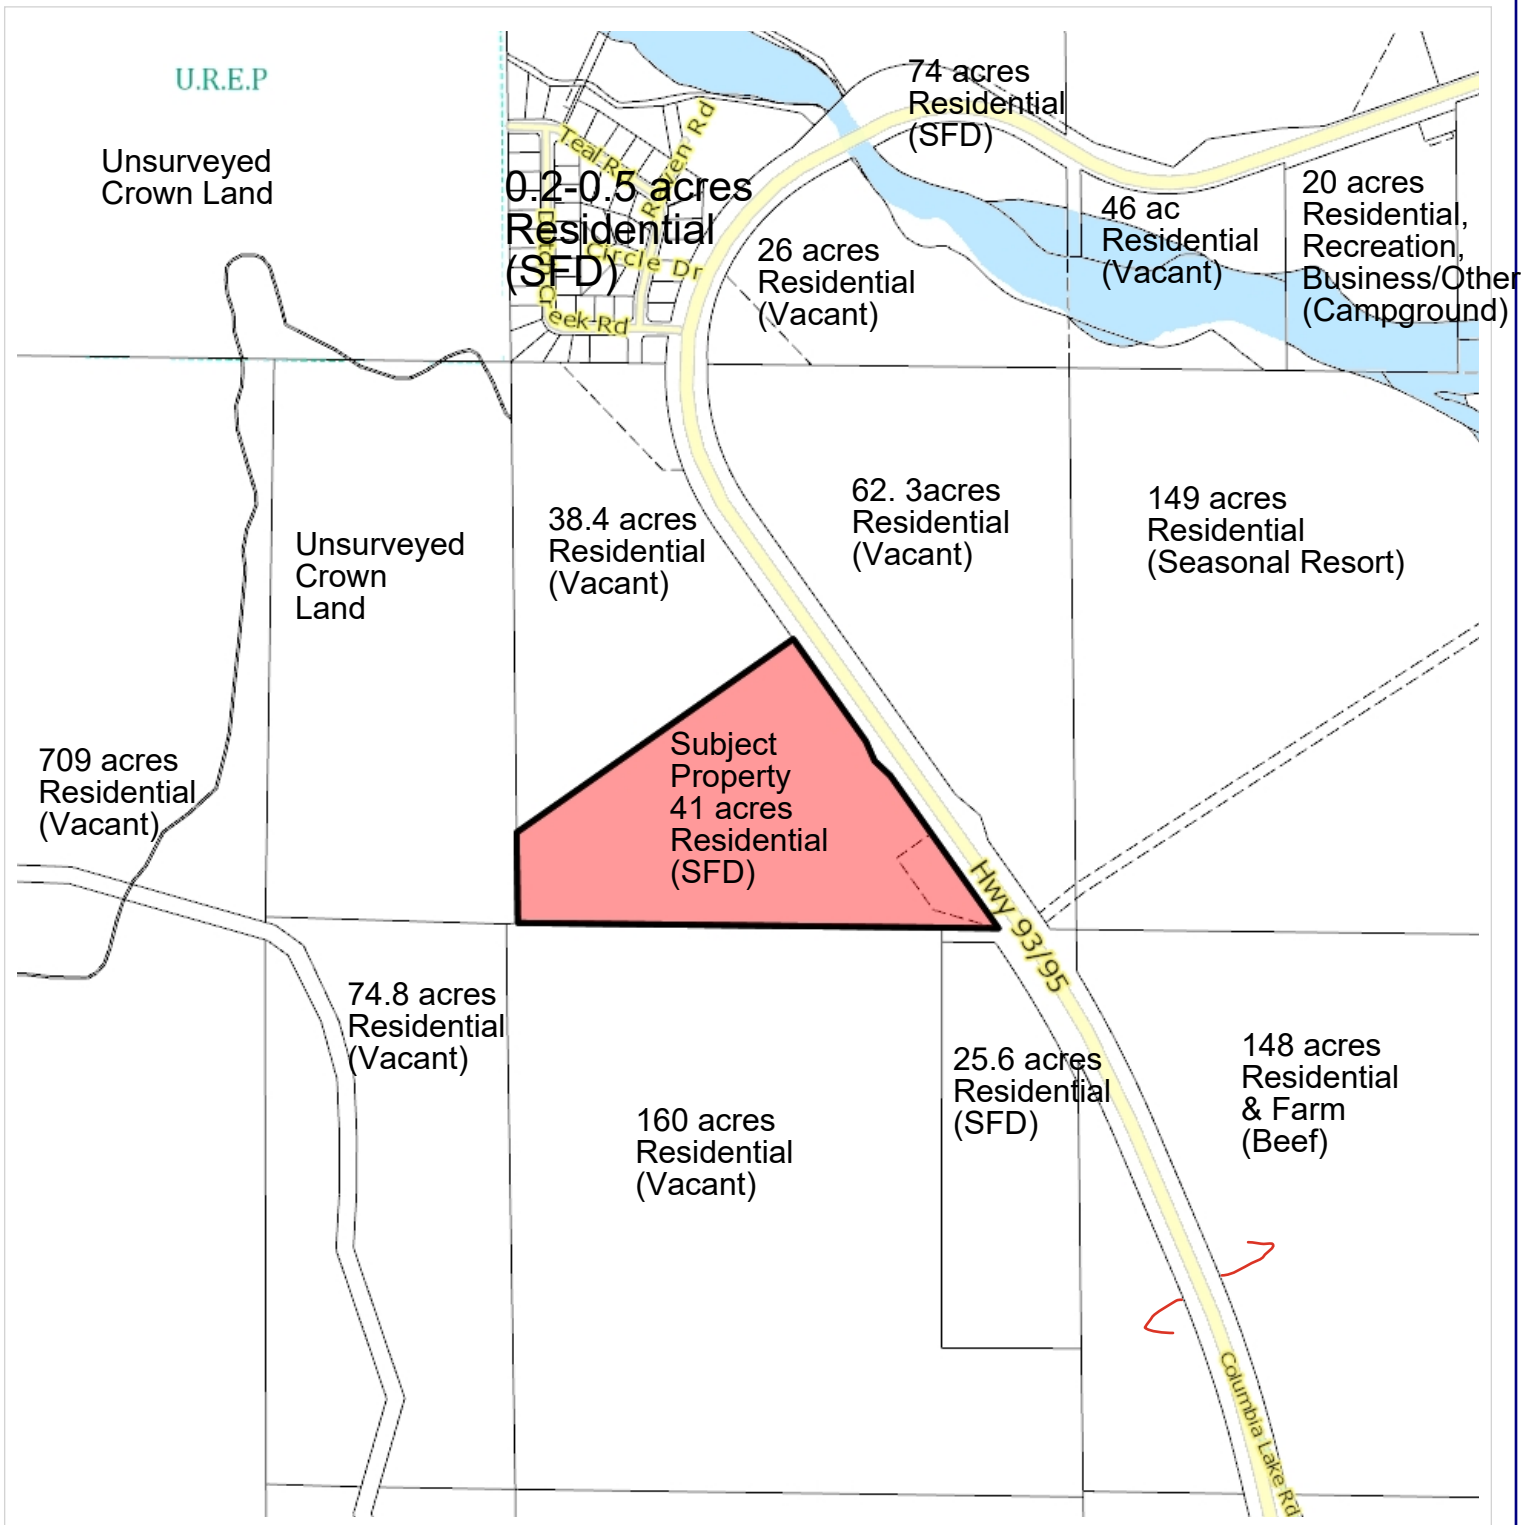 U.R.E.P
Unsurveyed
Crown Land
Teal Rd
Raven Rd
0.2-0.5 acres
Residential
(SFD)
Circle Dr
Dutch Creek Rd
74 acres
Residential
(SFD)
26 acres
Residential
(Vacant)
46 ac
Residential
(Vacant)
20 acres
Residential,
Recreation,
Business/Other
(Campground)
Unsurveyed
Crown
Land
38.4 acres
Residential
(Vacant)
62. 3acres
Residential
(Vacant)
149 acres
Residential
(Seasonal Resort)
709 acres
Residential
(Vacant)
Subject
Property
41 acres
Residential
(SFD)
Hwy 93/95
74.8 acres
Residential
(Vacant)
160 acres
Residential
(Vacant)
25.6 acres
Residential
(SFD)
148 acres
Residential
& Farm
(Beef)
Columbia Lake Rd